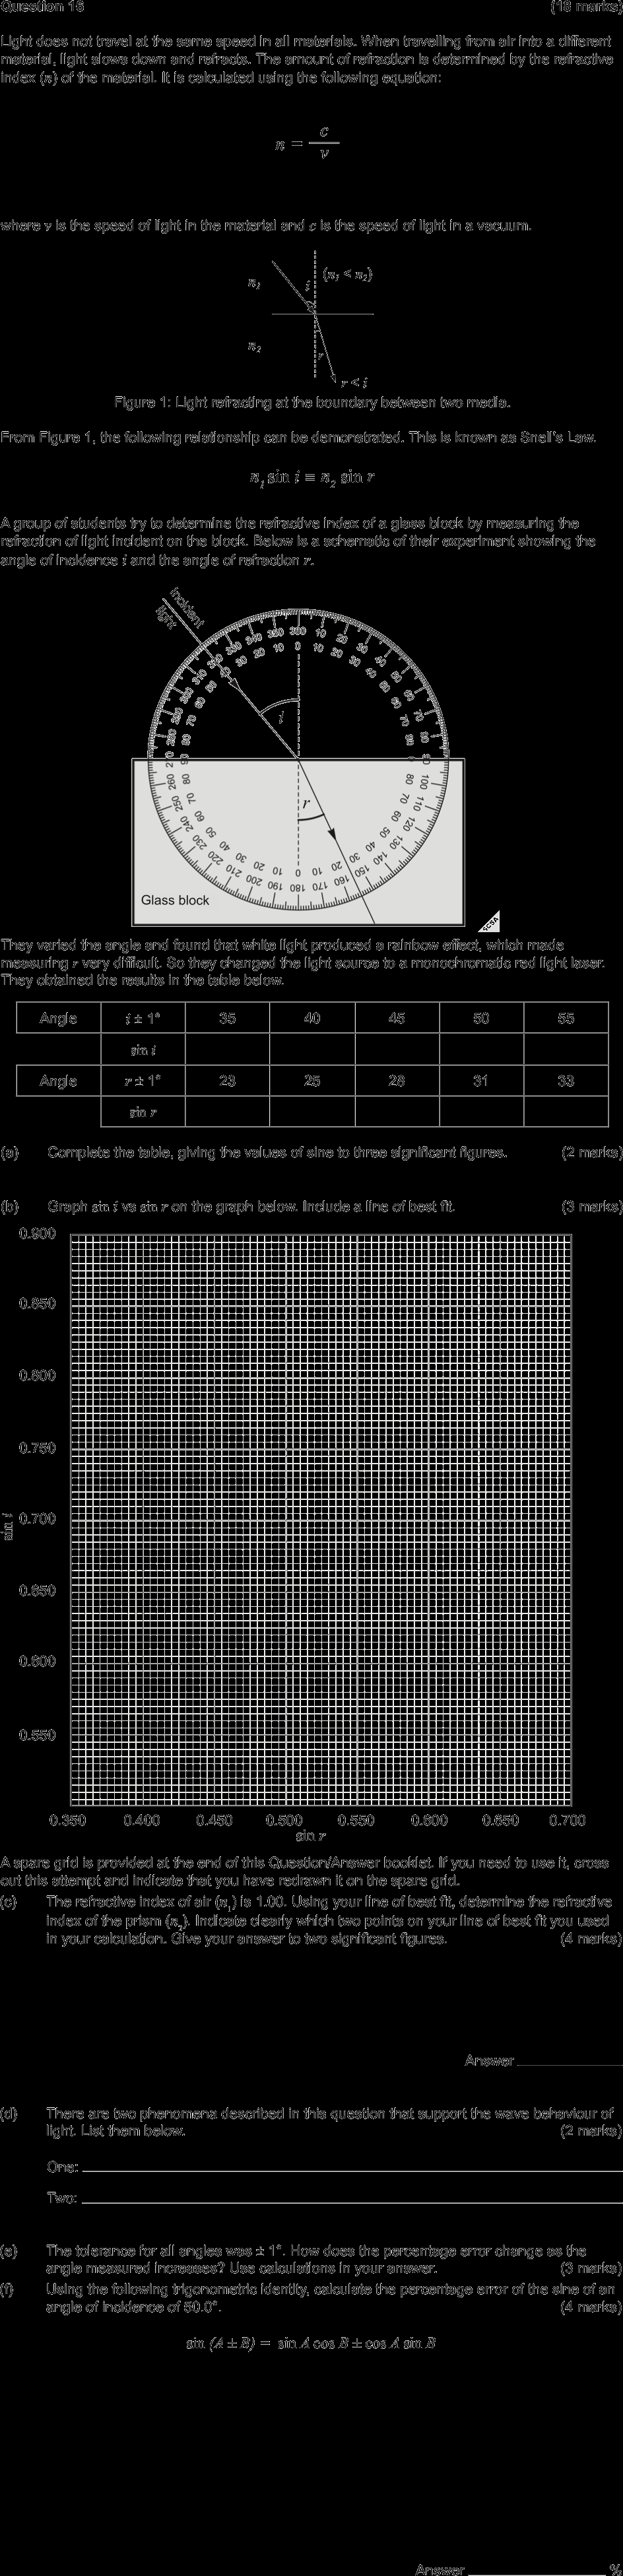 Question 16 (18 marks)
Light does not travel at the same speed in all materials. When travelling from air into a different
material, light slows down and refracts. The amount of refraction is determined by the refractive
index (n) of the material. It is calculated using the following equation:
n = c / v
where v is the speed of light in the material and c is the speed of light in a vacuum.
n₁ i (n₁ < n₂)
n₂ r r < i
Figure 1: Light refracting at the boundary between two media.
From Figure 1, the following relationship can be demonstrated. This is known as Snell's Law.
n₁ sin i = n₂ sin r
A group of students try to determine the refractive index of a glass block by measuring the
refraction of light incident on the block. Below is a schematic of their experiment showing the
angle of incidence i and the angle of refraction r.
incident
light
i
r
Glass block
They varied the angle and found that white light produced a rainbow effect, which made
measuring r very difficult. So they changed the light source to a monochromatic red light laser.
They obtained the results in the table below.
Angle i ± 1° 35 40 45 50 55
sin i
Angle r ± 1° 23 25 28 31 33
sin r
(a) Complete the table, giving the values of sine to three significant figures. (2 marks)
(b) Graph sin i vs sin r on the graph below. Include a line of best fit. (3 marks)
0.900
0.850
0.800
0.750
0.700
sin i
0.650
0.600
0.550
0.350 0.400 0.450 0.500 0.550 0.600 0.650 0.700
sin r
A spare grid is provided at the end of this Question/Answer booklet. If you need to use it, cross
out this attempt and indicate that you have redrawn it on the spare grid.
(c) The refractive index of air (n₁) is 1.00. Using your line of best fit, determine the refractive
index of the prism (n₂). Indicate clearly which two points on your line of best fit you used
in your calculation. Give your answer to two significant figures. (4 marks)
Answer
(d) There are two phenomena described in this question that support the wave behaviour of
light. List them below. (2 marks)
One:
Two:
(e) The tolerance for all angles was ± 1°. How does the percentage error change as the
angle measured increases? Use calculations in your answer. (3 marks)
(f) Using the following trigonometric identity, calculate the percentage error of the sine of an
angle of incidence of 50.0°. (4 marks)
sin (A ± B) = sin A cos B ± cos A sin B
Answer %